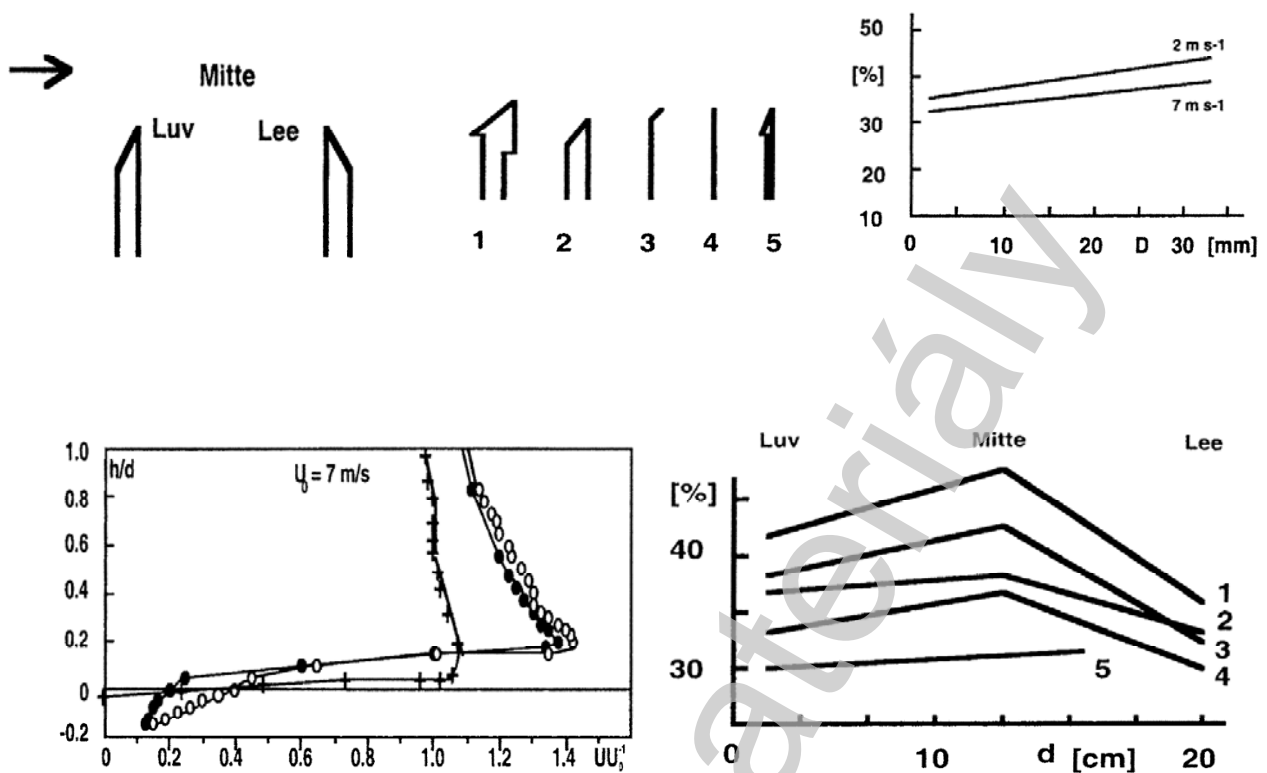 Mitte
Luv Lee
1 2 3 4 5
50
[%]
40
30
20
10
2 m s-1
7 m s-1
0 10 20 D 30 [mm]
1.0
h/d
U₀ = 7 m/s
0.8
0.6
0.4
0.2
0
-0.2
0 0.2 0.4 0.6 0.8 1.0 1.2 1.4 UU₀⁻¹
Luv Mitte Lee
[%]
40
30
1
2
3
4
5
0 10 d [cm] 20
ateriály